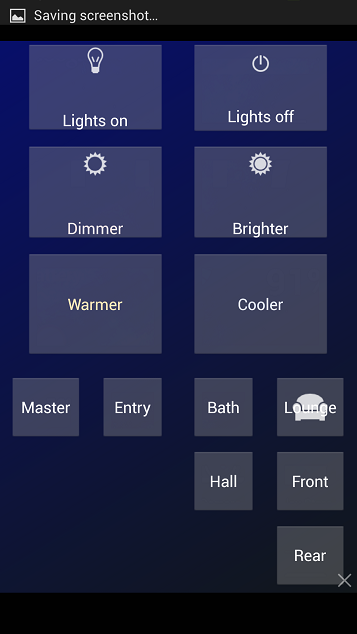 Saving screenshot...
Lights on
Lights off
Dimmer
Brighter
Warmer
Cooler
Master
Entry
Bath
Lounge
Hall
Front
Rear